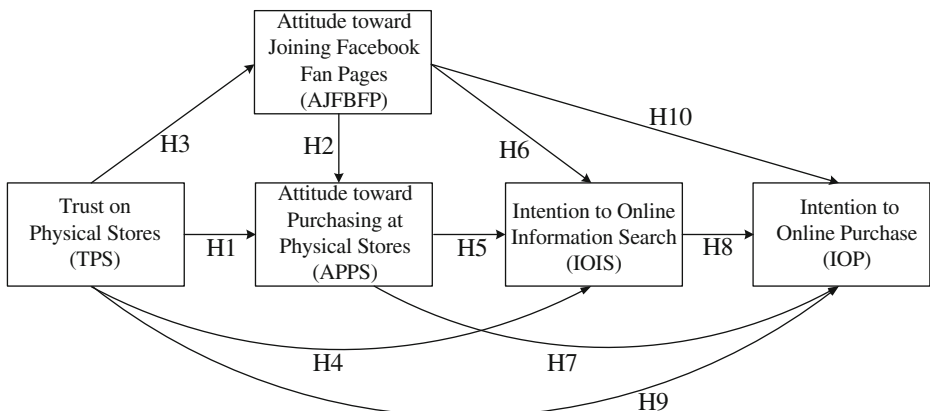 Attitude toward
Joining Facebook
Fan Pages
(AJFBFP)
H10
H3
H2
H6
Trust on
Physical Stores
(TPS)
H1
Attitude toward
Purchasing at
Physical Stores
(APPS)
H5
Intention to Online
Information Search
(IOIS)
H8
Intention to
Online Purchase
(IOP)
H4
H7
H9